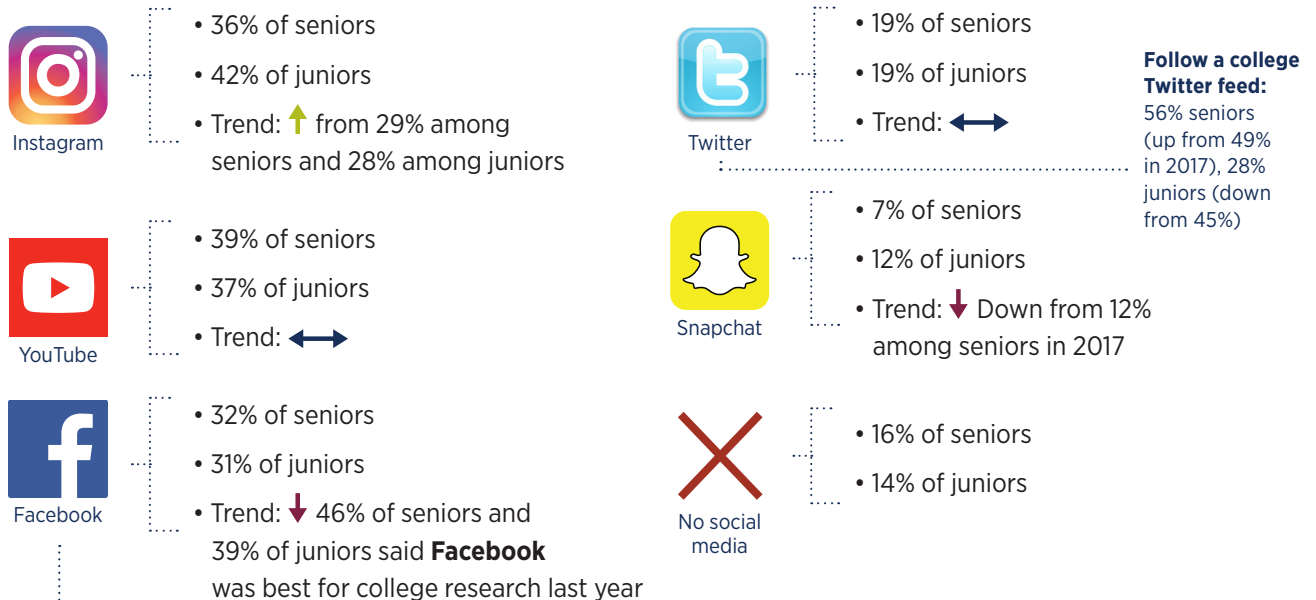 Instagram
• 36% of seniors
• 42% of juniors
• Trend: ↑ from 29% among
seniors and 28% among juniors
YouTube
• 39% of seniors
• 37% of juniors
• Trend: ↔
f
Facebook
• 32% of seniors
• 31% of juniors
• Trend: ↓ 46% of seniors and
39% of juniors said Facebook
was best for college research last year
t
Twitter
• 19% of seniors
• 19% of juniors
• Trend: ↔
Follow a college
Twitter feed:
56% seniors
(up from 49%
in 2017), 28%
juniors (down
from 45%)
Snapchat
• 7% of seniors
• 12% of juniors
• Trend: ↓ Down from 12%
among seniors in 2017
No social
media
• 16% of seniors
• 14% of juniors